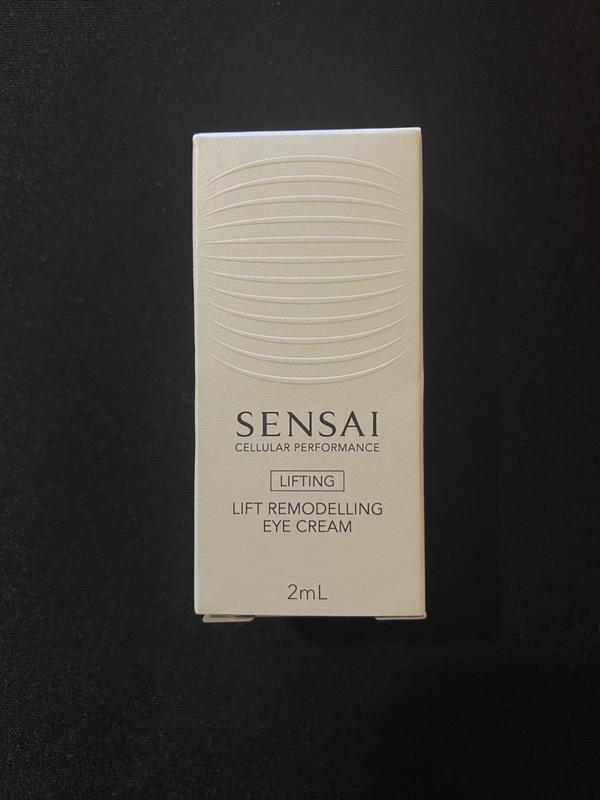 SENSAI
CELLULAR PERFORMANCE
LIFTING
LIFT REMODELLING
EYE CREAM
2mL